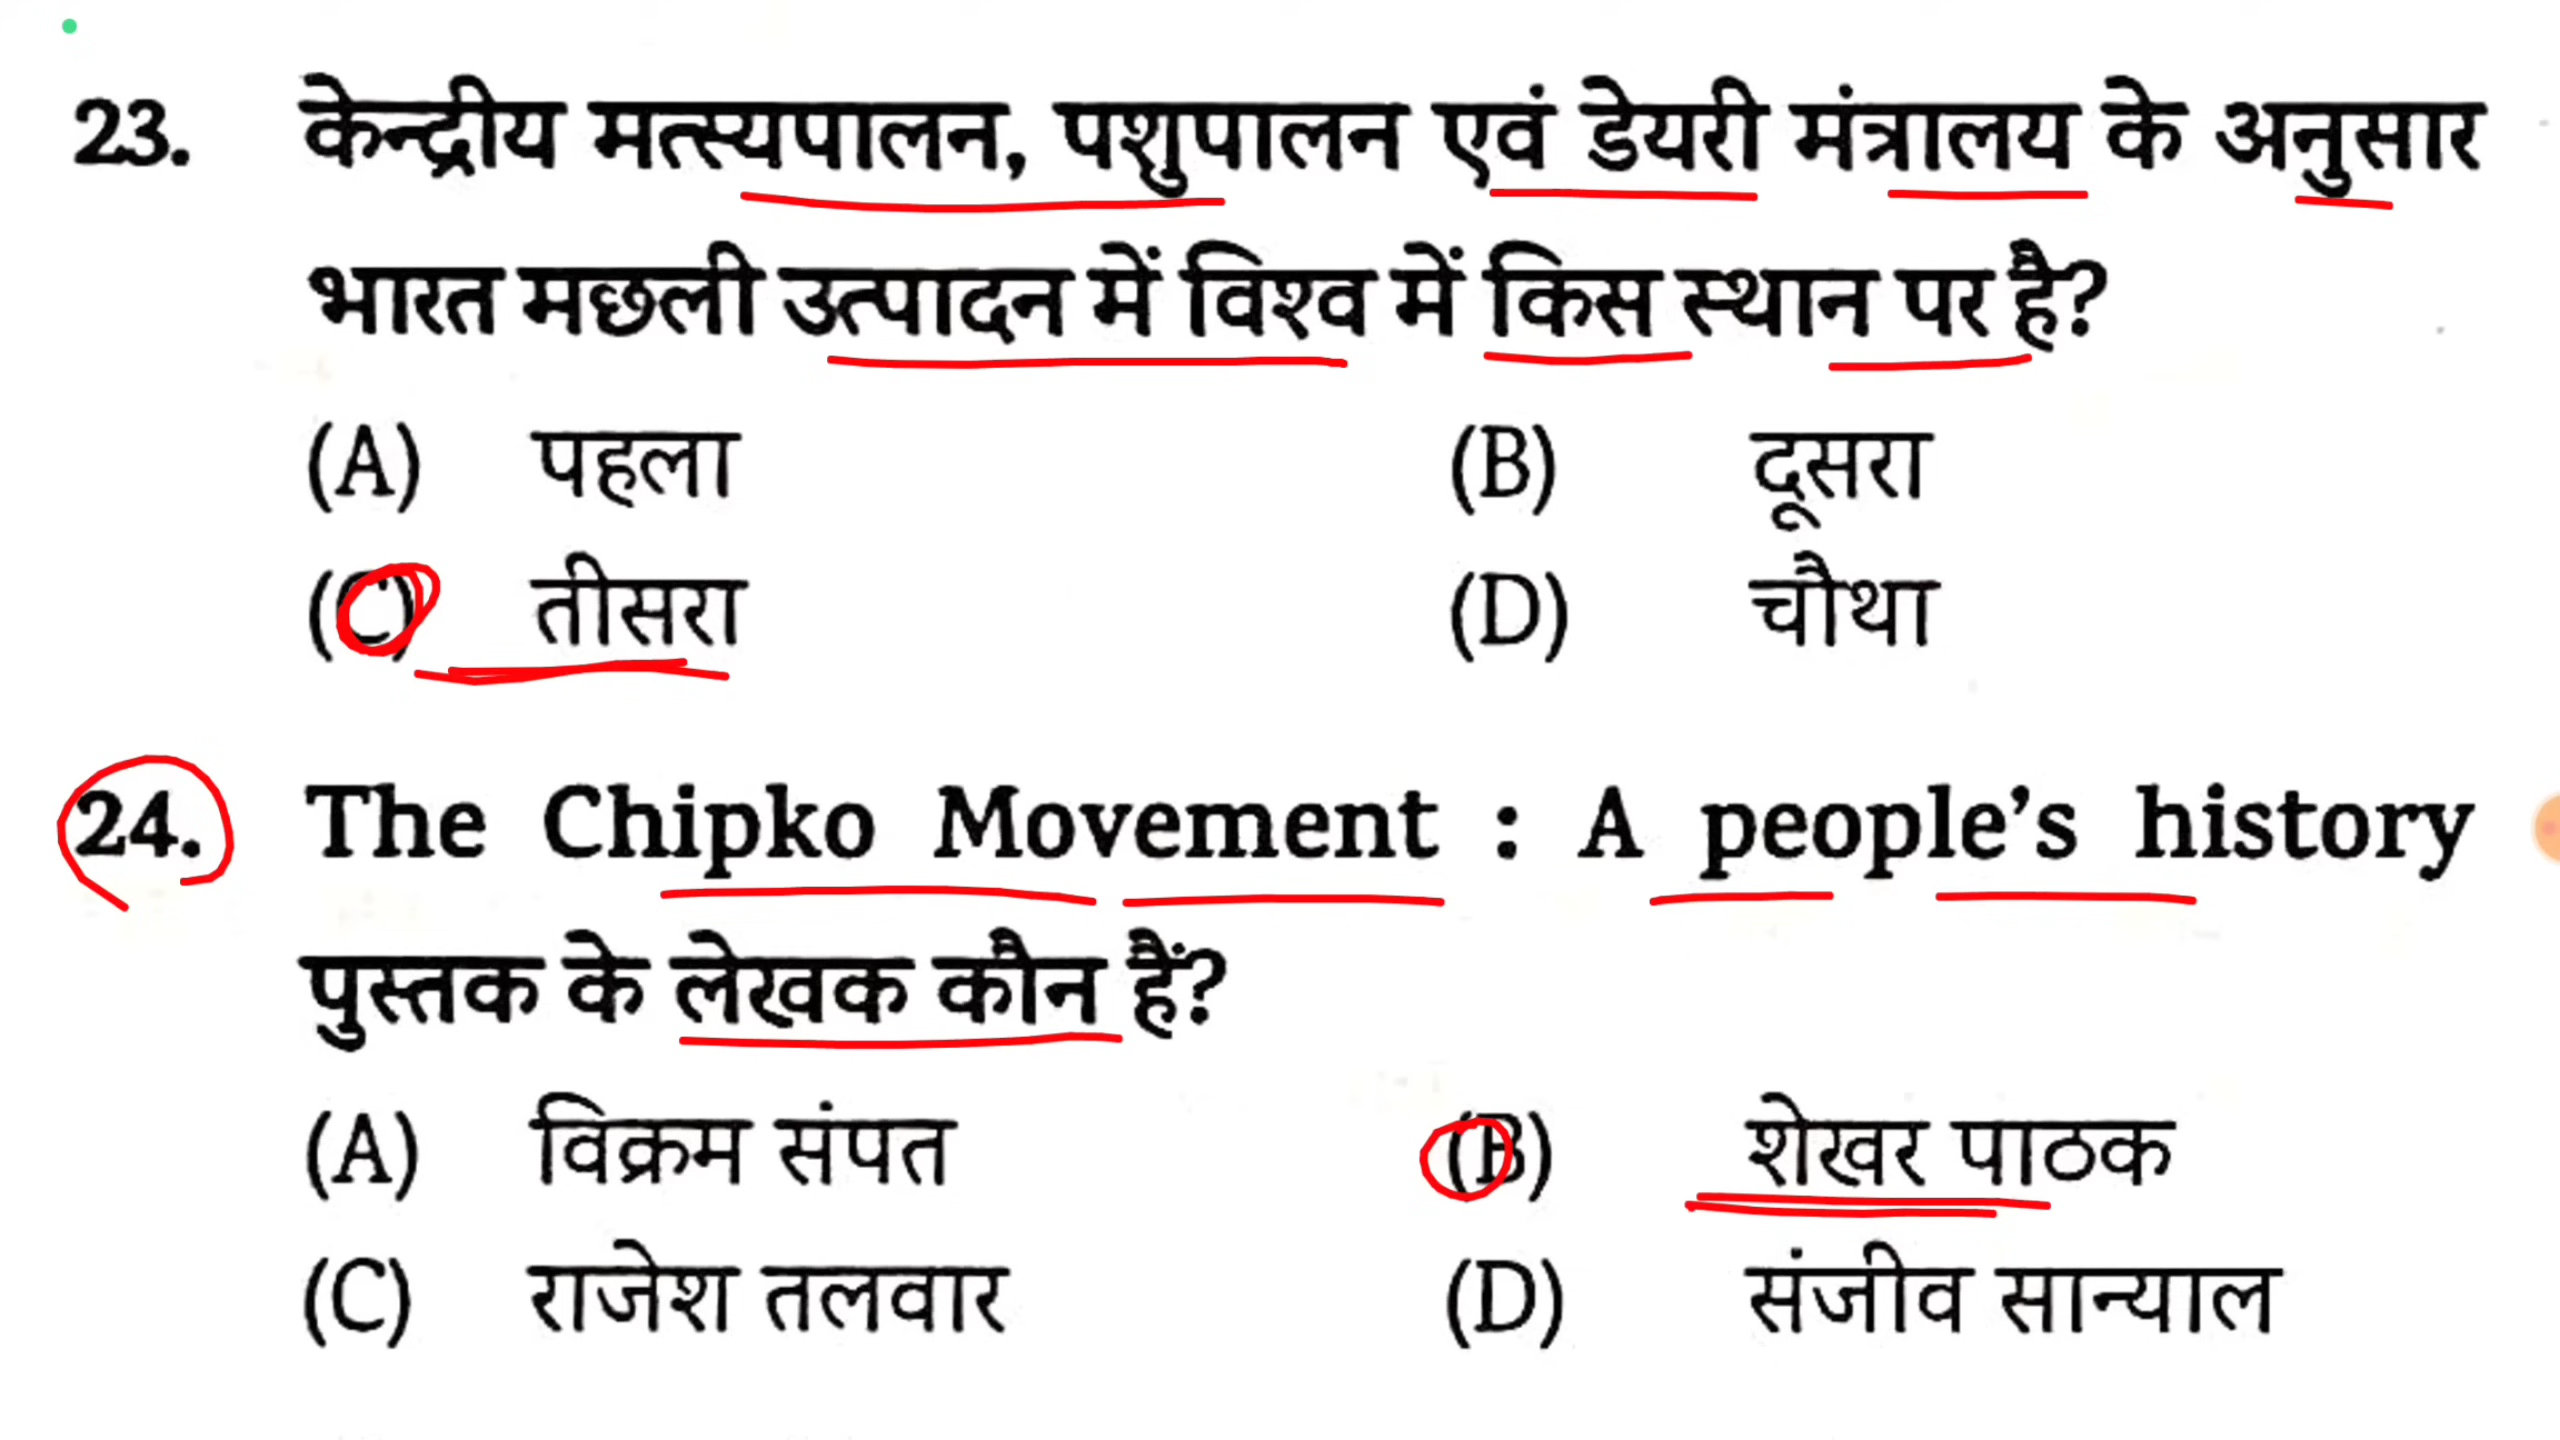 23. केन्द्रीय मत्स्यपालन, पशुपालन एवं डेयरी मंत्रालय के अनुसार
भारत मछली उत्पादन में विश्व में किस स्थान पर है?
(A) पहला (B) दूसरा
(C) तीसरा (D) चौथा
24. The Chipko Movement : A people's history
पुस्तक के लेखक कौन हैं?
(A) विक्रम संपत (B) शेखर पाठक
(C) राजेश तलवार (D) संजीव सान्याल